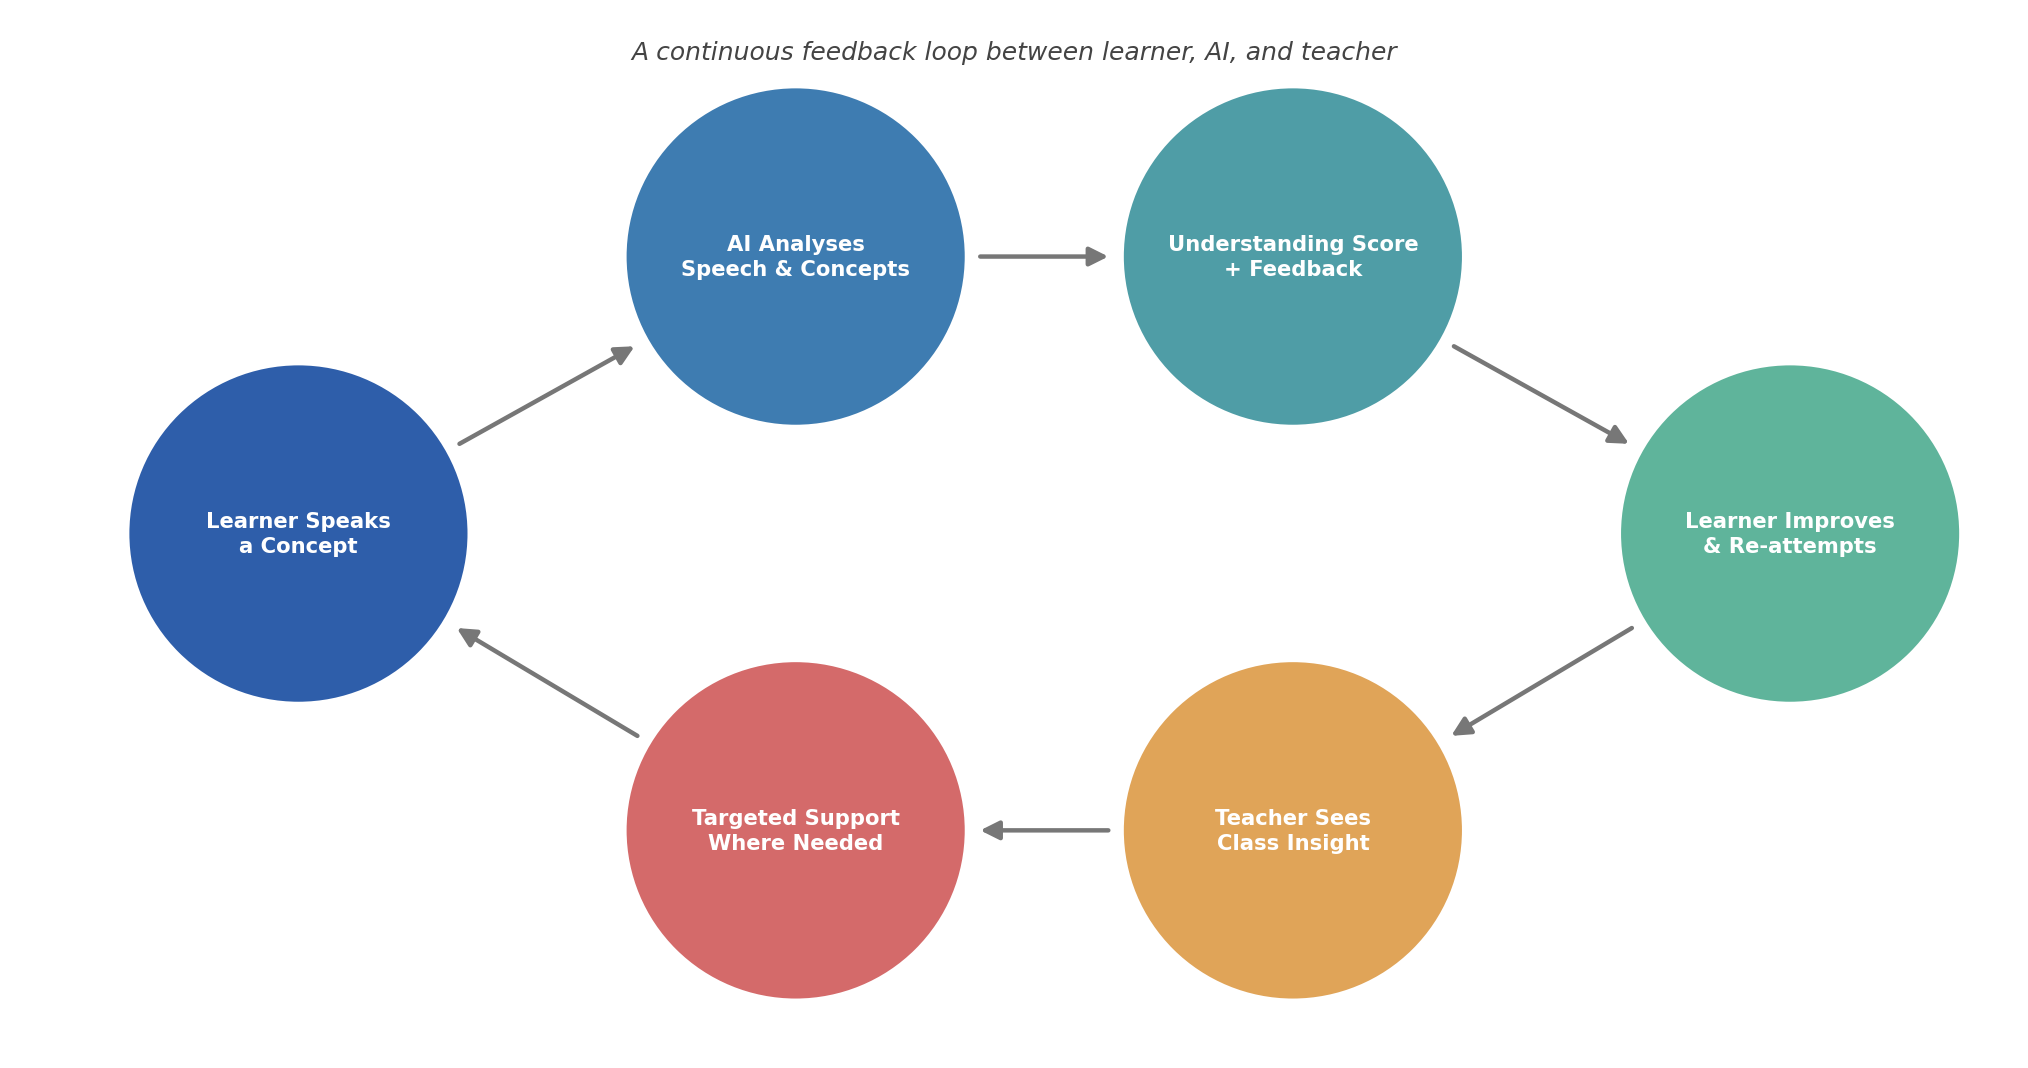 A continuous feedback loop between learner, AI, and teacher
AI Analyses
Speech & Concepts
Understanding Score
+ Feedback
Learner Speaks
a Concept
Learner Improves
& Re-attempts
Targeted Support
Where Needed
Teacher Sees
Class Insight